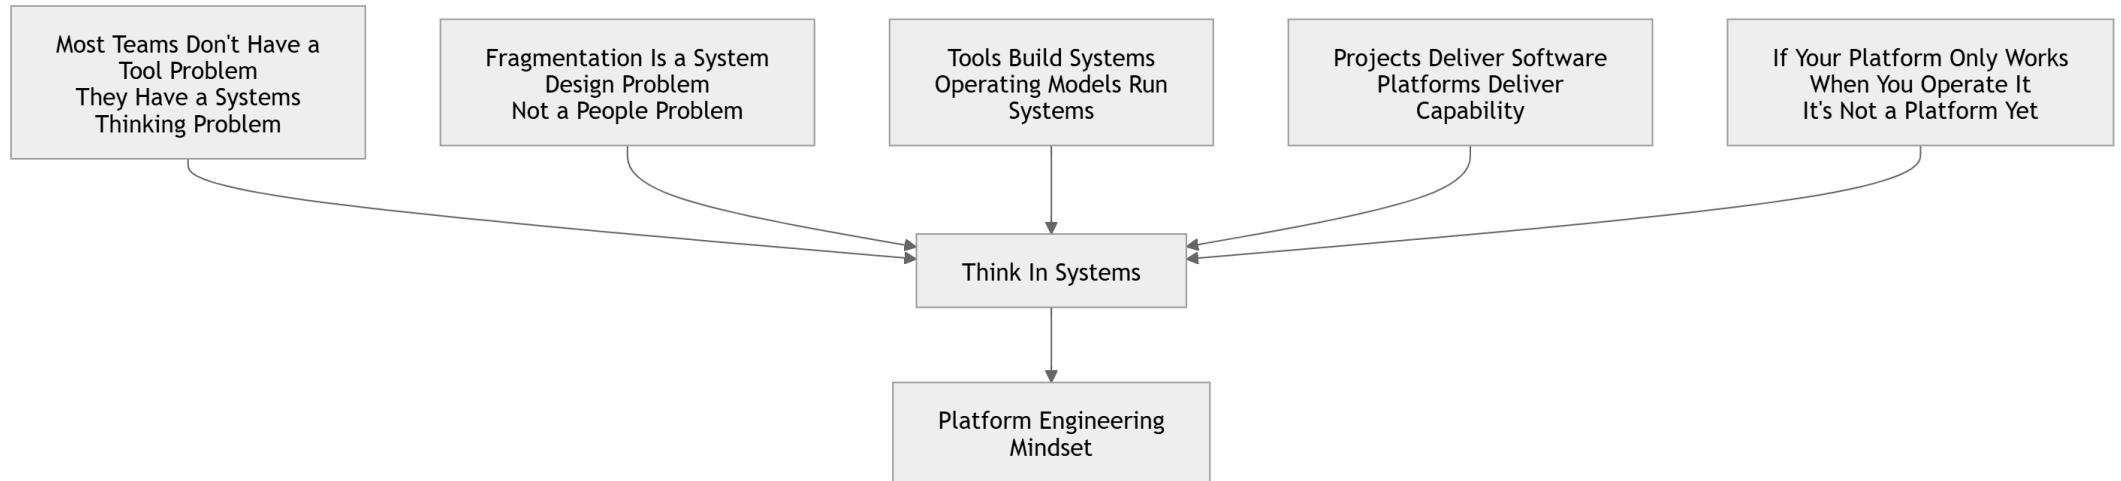 Most Teams Don't Have a
Tool Problem
They Have a Systems
Thinking Problem
Fragmentation Is a System
Design Problem
Not a People Problem
Tools Build Systems
Operating Models Run
Systems
Projects Deliver Software
Platforms Deliver
Capability
If Your Platform Only Works
When You Operate It
It's Not a Platform Yet
Think In Systems
Platform Engineering
Mindset